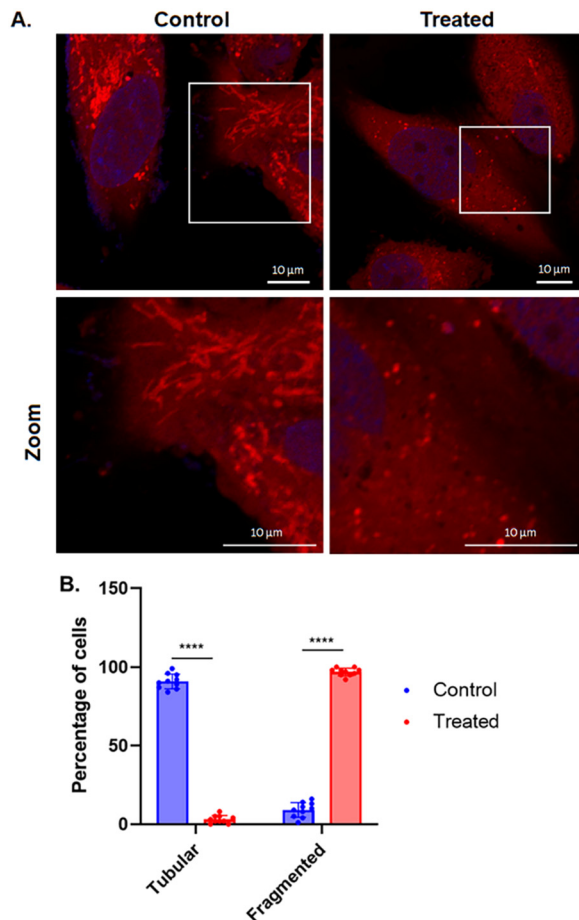 A.
Control
Treated
10 µm
10 µm
Zoom
10 µm
10 µm
B.
Percentage of cells
150
100
50
0
****
****
Control
Treated
Tubular
Fragmented